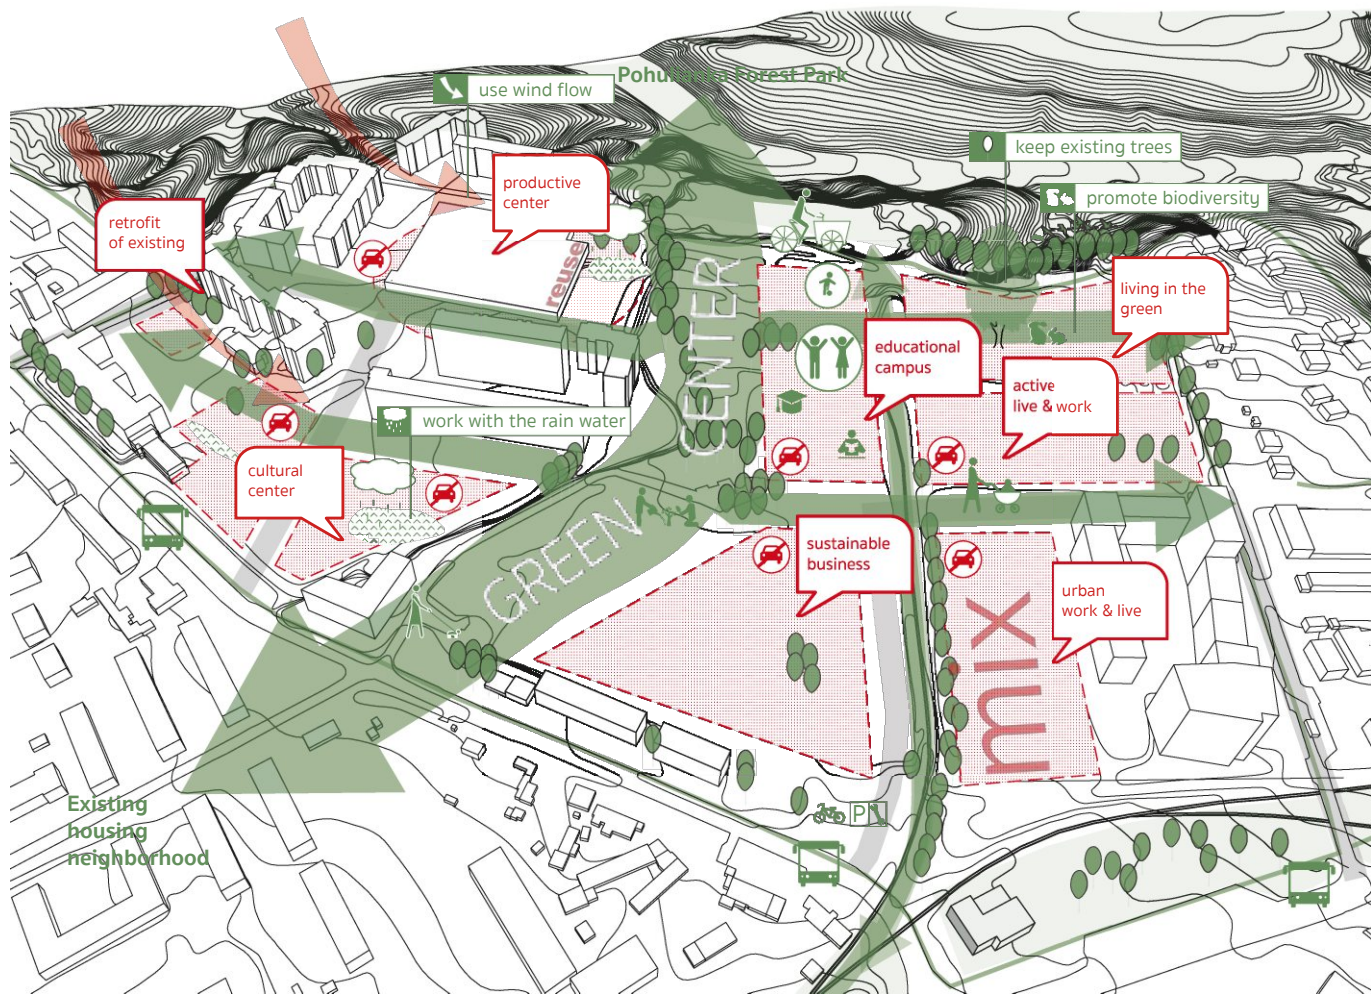 Pohulianka Forest Park
use wind flow
keep existing trees
promote biodiversity
productive
center
retrofit
of existing
reuse
living in the
green
CENTER
educational
campus
active
live & work
work with the rain water
cultural
center
GREEN
sustainable
business
urban
work & live
mix
P
Existing
housing
neighborhood